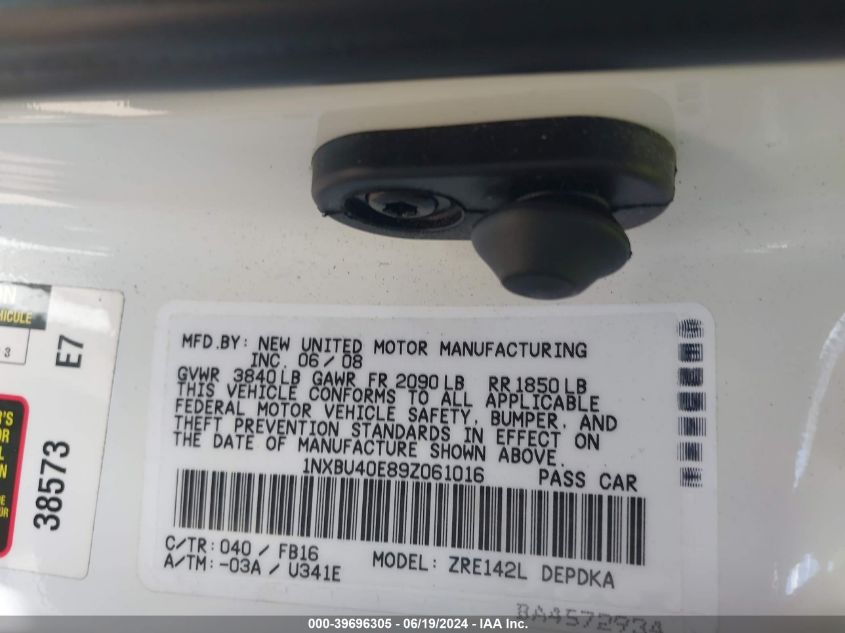 MFD.BY: NEW UNITED MOTOR MANUFACTURING
INC. 06/08
GVWR 3840LB GAWR FR 2090LB RR 1850LB
THIS VEHICLE CONFORMS TO ALL APPLICABLE
FEDERAL MOTOR VEHICLE SAFETY, BUMPER, AND
THEFT PREVENTION STANDARDS IN EFFECT ON
THE DATE OF MANUFACTURE SHOWN ABOVE.
1NXBU40E89Z061016 PASS CAR
C/TR: 040 / FB16 MODEL: ZRE142L DEPDKA
A/TM: -03A / U341E
BA4572934
E7
38573
000-39696305 - 06/19/2024 - IAA Inc.